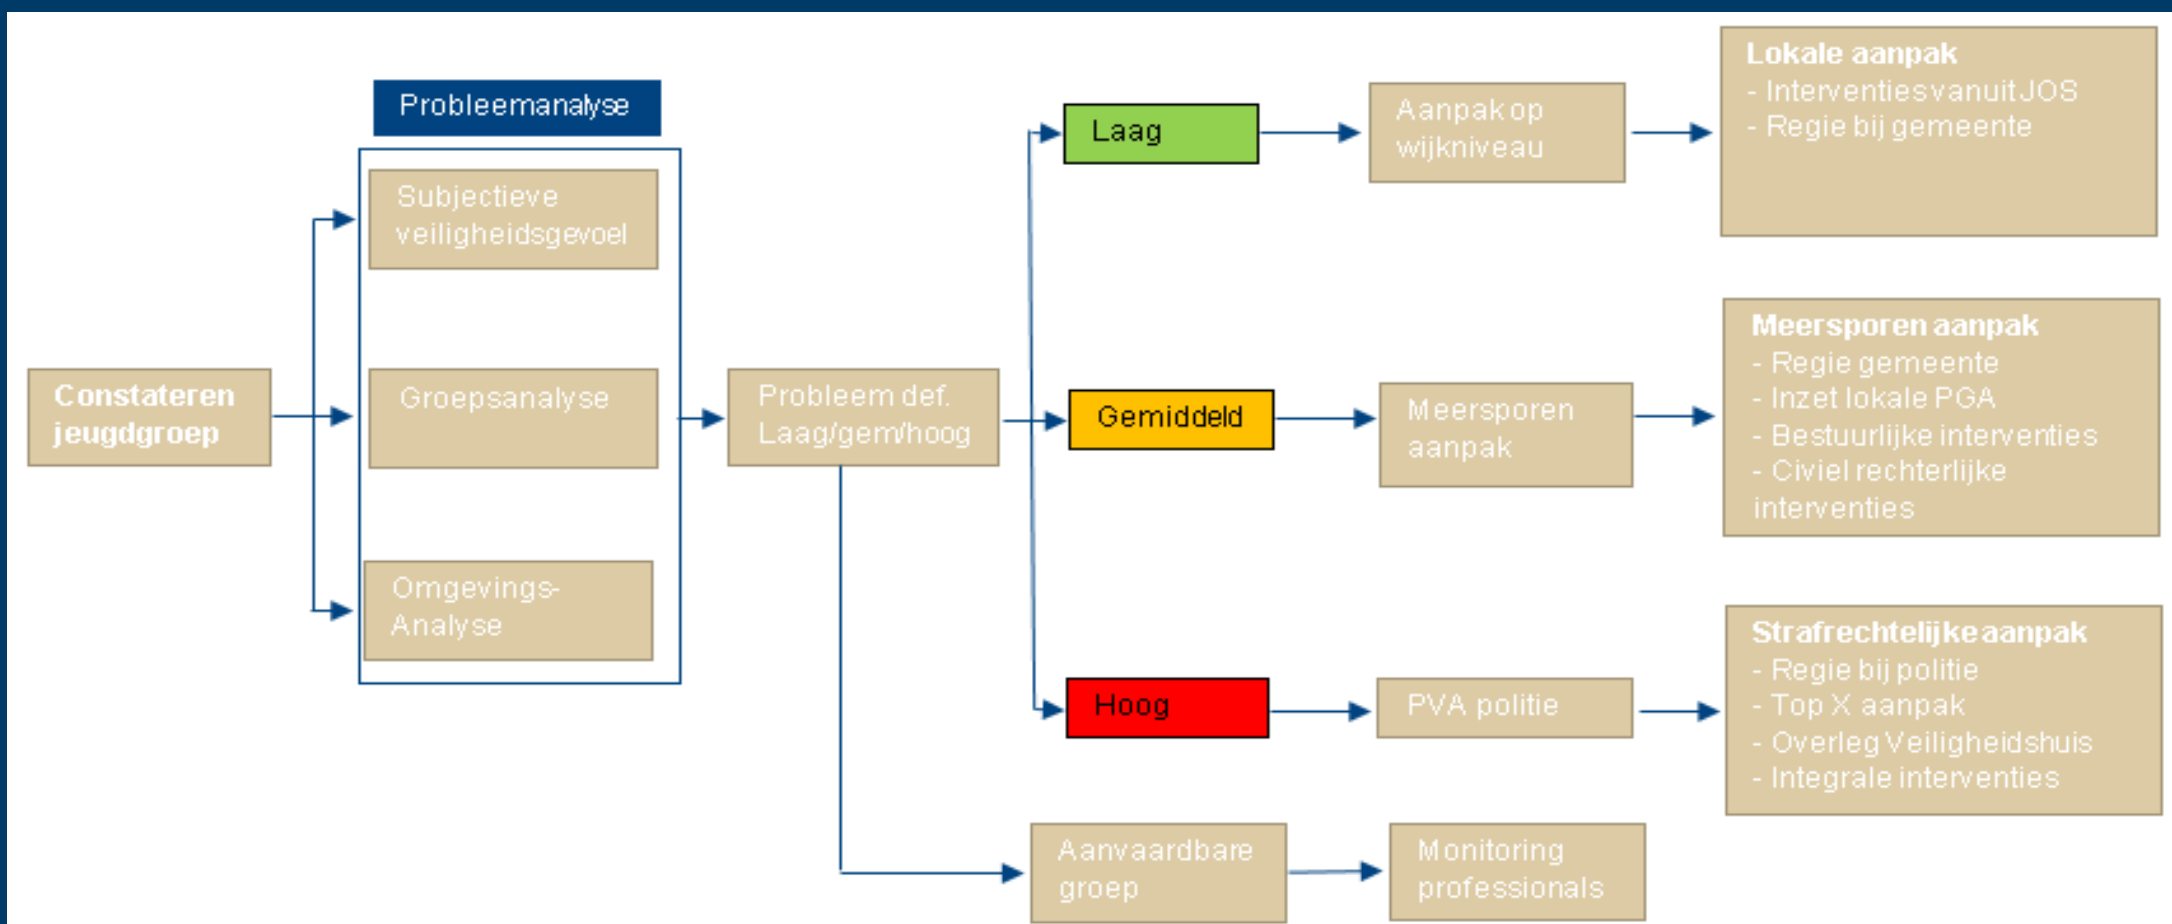 Probleemanalyse
Constateren
jeugdgroep
Subjectieve
veiligheidsgevoel
Groepsanalyse
Omgevings-
Analyse
Probleem def.
Laag/gem/hoog
Laag
Aanpak op
wijkniveau
Lokale aanpak
- Interventies vanuit JOS
- Regie bij gemeente
Gemiddeld
Meersporen
aanpak
Meersporen aanpak
- Regie gemeente
- Inzet lokale PGA
- Bestuurlijke interventies
- Civiel rechterlijke
interventies
Hoog
PVA politie
Strafrechtelijke aanpak
- Regie bij politie
- Top X aanpak
- Overleg Veiligheidshuis
- Integrale interventies
Aanvaardbare
groep
Monitoring
professionals